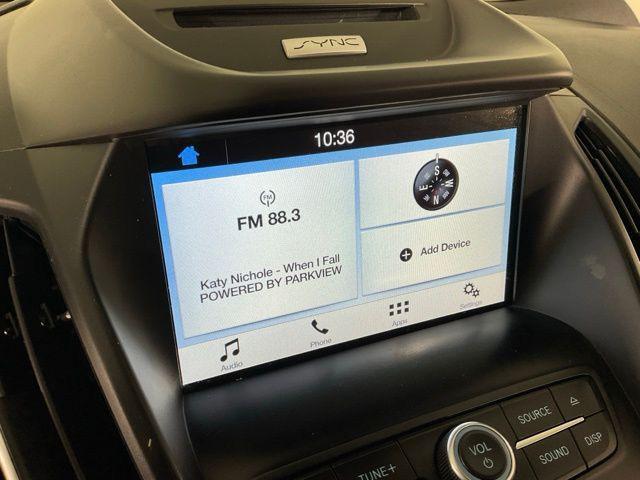 SYNC
10:36
FM
FM 88.3
Katy Nichole - When I Fall
POWERED BY PARKVIEW
S
E
W
N
Add Device
Audio
Phone
Apps
Settings
VOL
SOURCE
SOUND
DISP
TUNE+